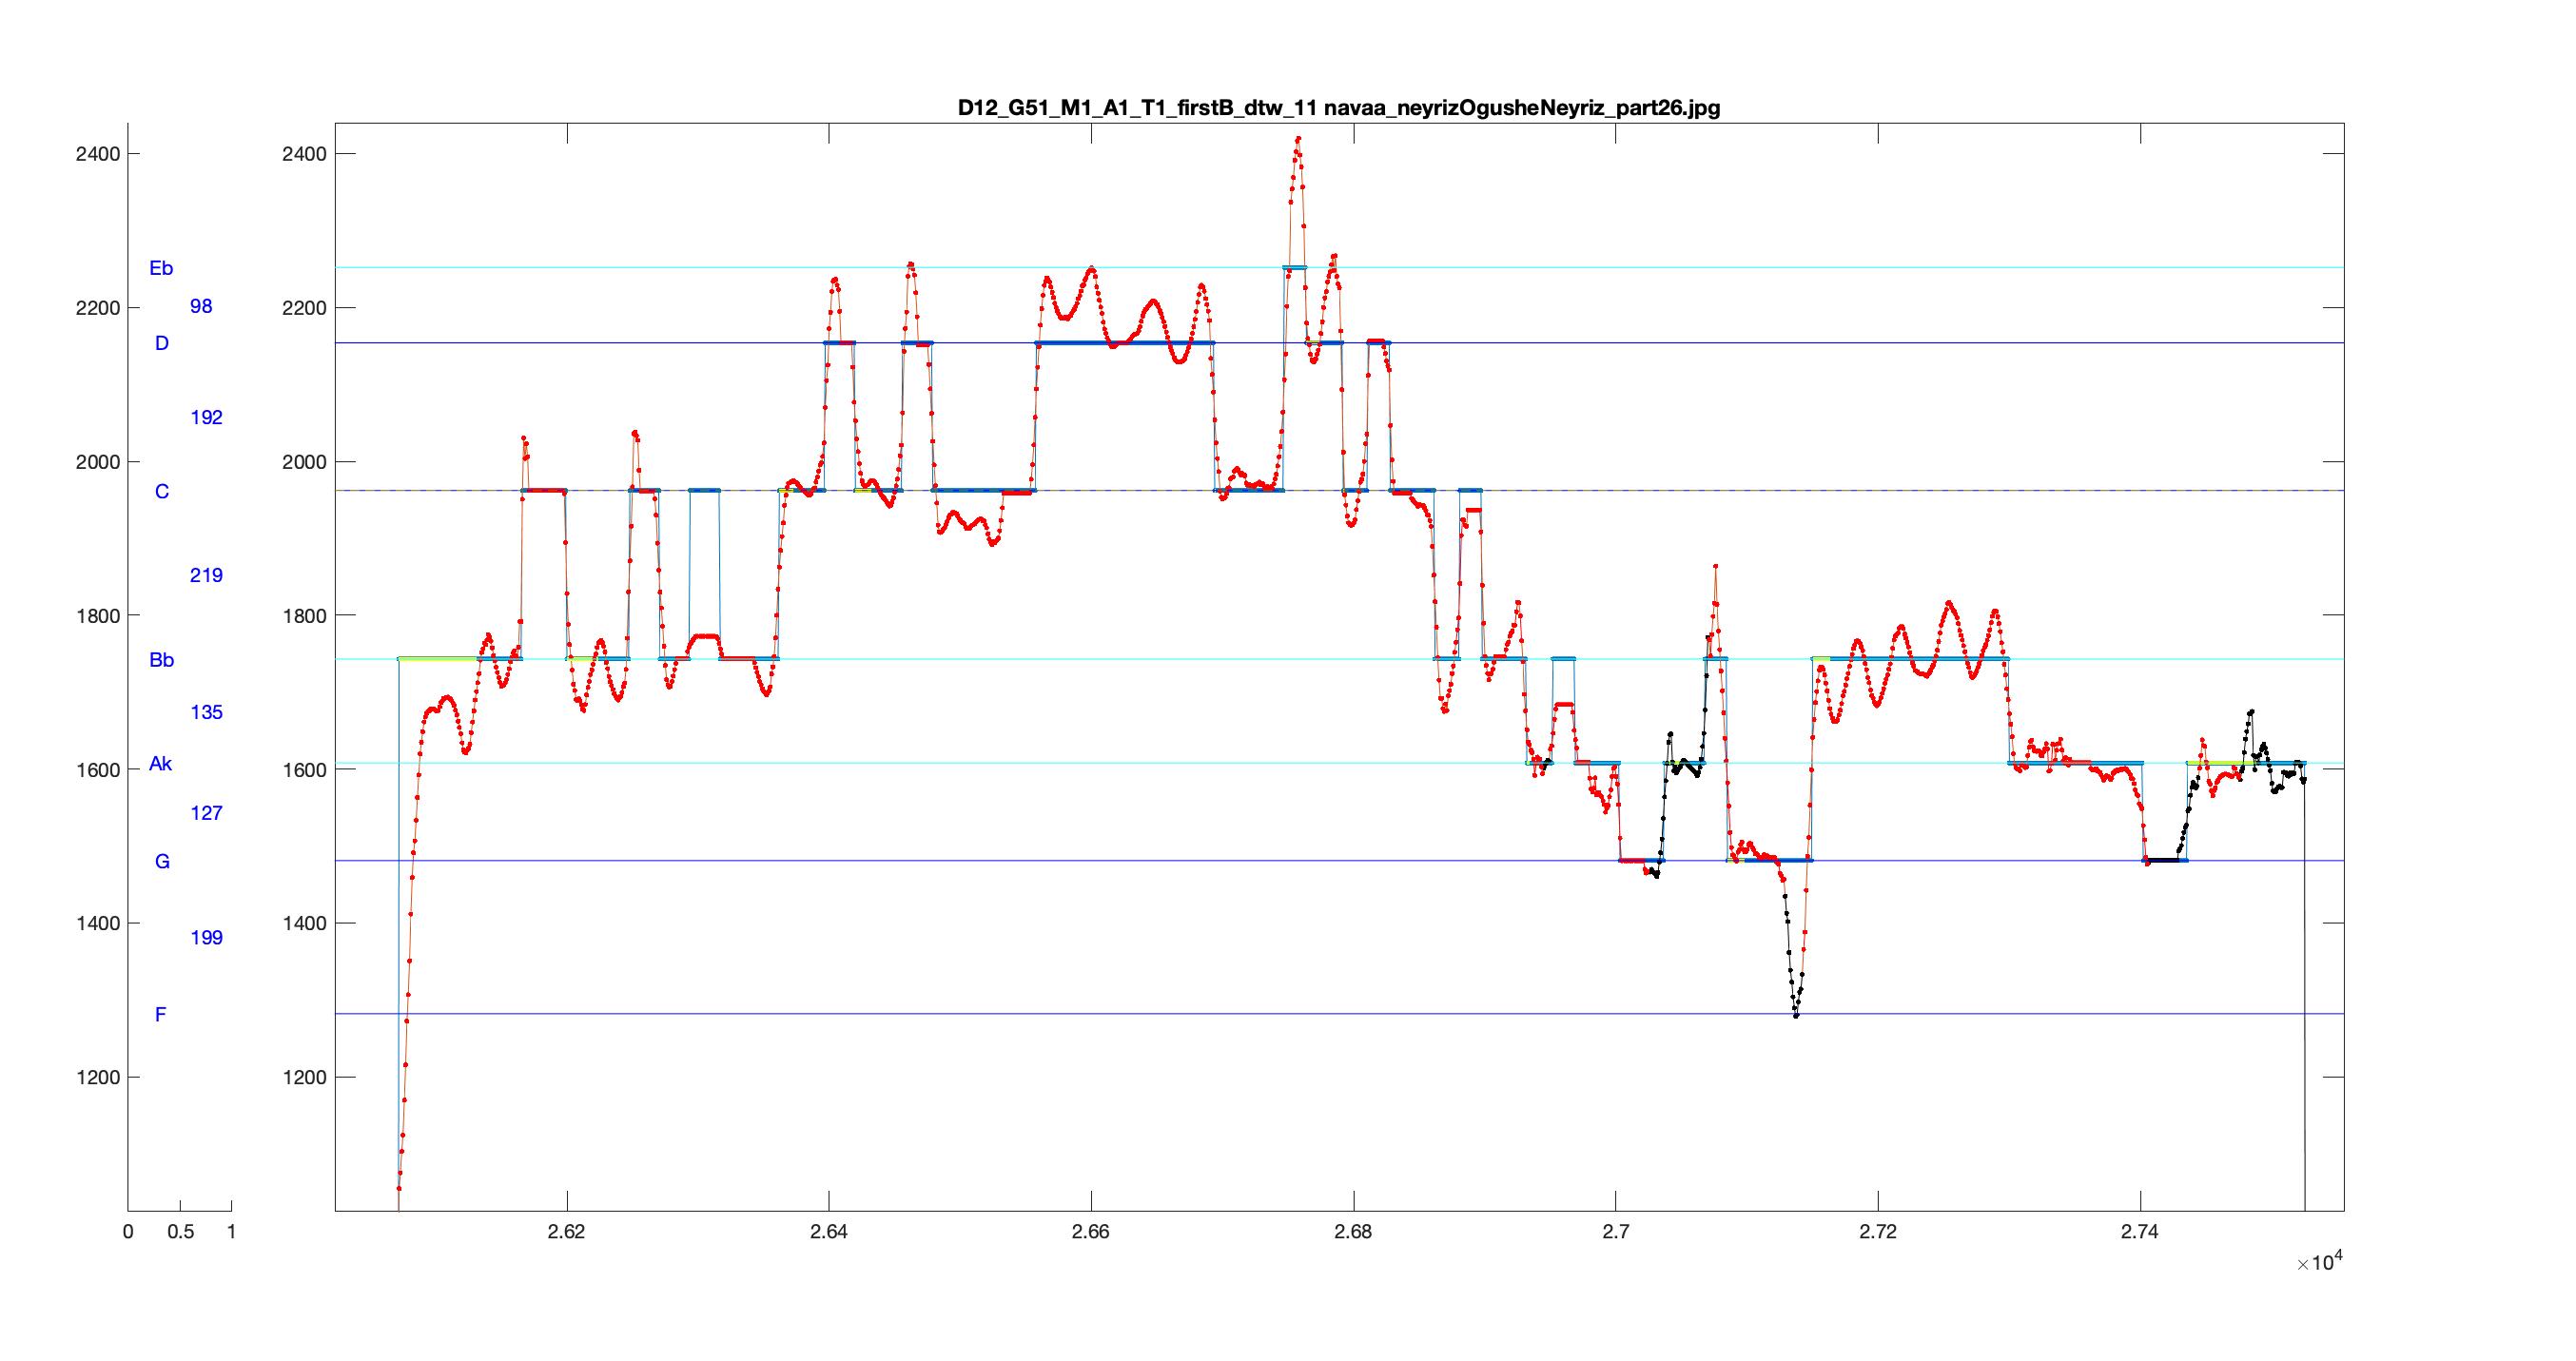 D12_G51_M1_A1_T1_firstB_dtw_11 navaa_neyrizOgusheNeyriz_part26.jpg
2400 2400
Eb
98
2200 2200
D
192
2000 2000
C
219
1800 1800
Bb
135
Ak
1600 1600
127
G
1400 1400
199
F
1200 1200
0 0.5 1 2.62 2.64 2.66 2.68 2.7 2.72 2.74
×10^4